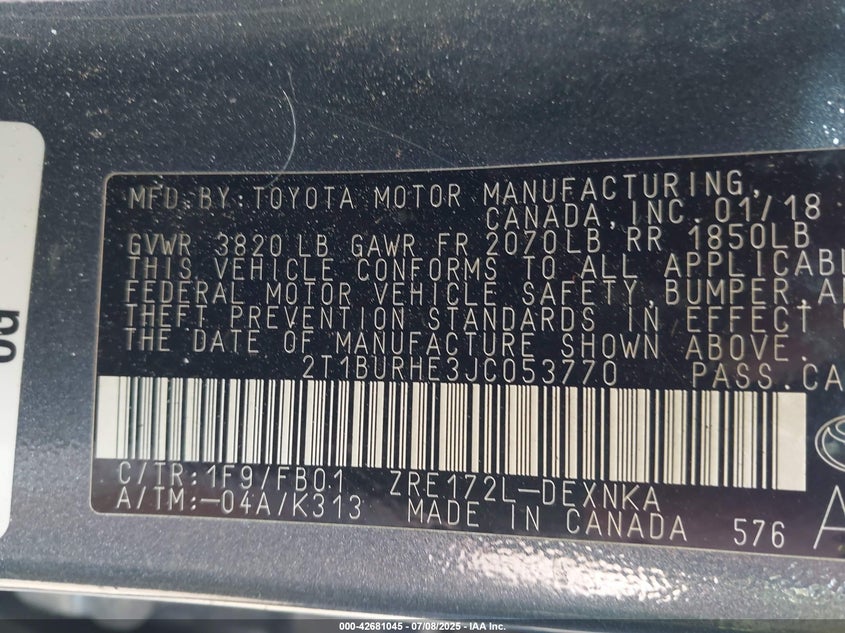 MFD.BY:TOYOTA MOTOR MANUFACTURING,
CANADA, INC. 01/18
GVWR 3820LB GAWR FR 2070LB RR 1850LB
THIS VEHICLE CONFORMS TO ALL
FEDERAL MOTOR VEHICLE SAFETY, BUMPER,
THEFT PREVENTION STANDARDS IN EFFECT
THE DATE OF MANUFACTURE SHOWN ABOVE.
2T1BURHE3JC053770 PASS.
C/TR:1F9/FB01 ZRE172L-DEXNKA
A/TM:-04A/K313 MADE IN CANADA 576
000-42681045 - 07/08/2025 - IAA Inc.